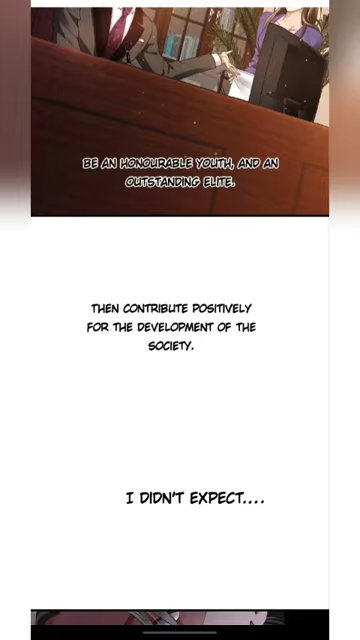 BE AN HONOURABLE YOUTH, AND AN
OUTSTANDING ELITE.
THEN CONTRIBUTE POSITIVELY
FOR THE DEVELOPMENT OF THE
SOCIETY.
I DIDN'T EXPECT....